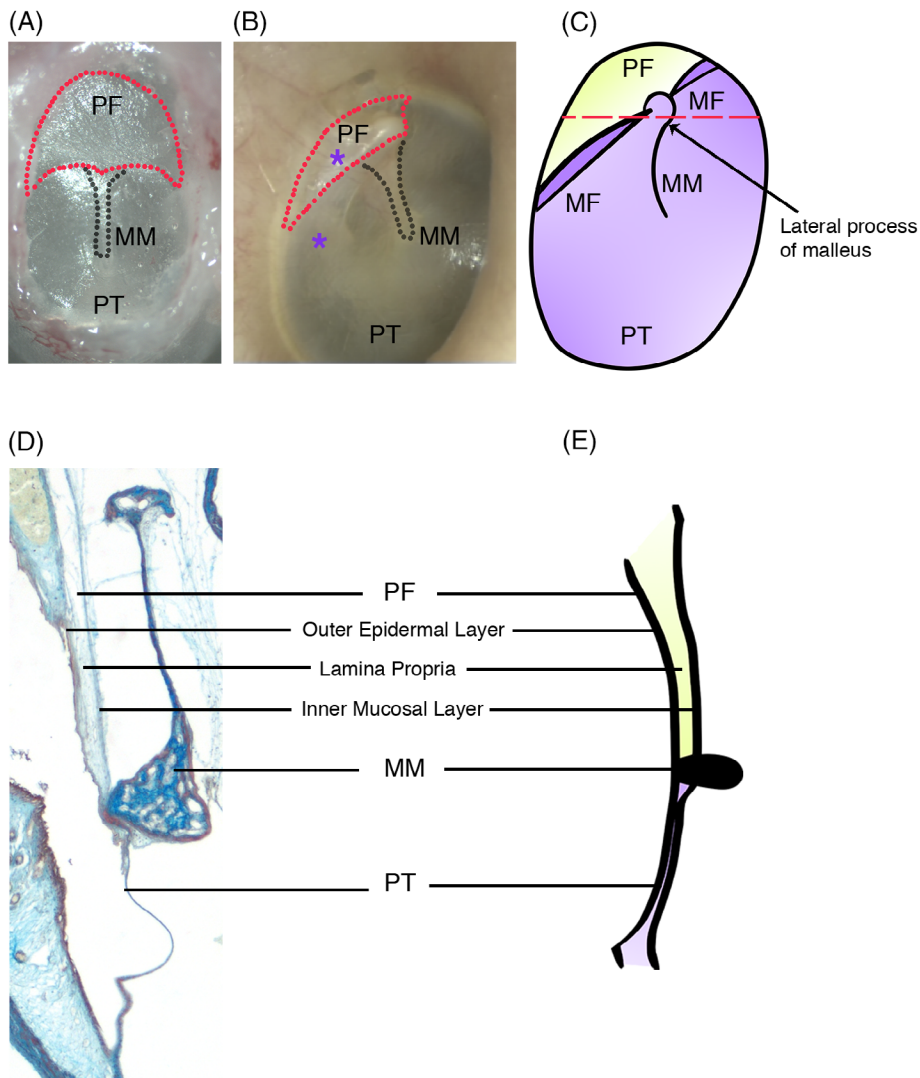 (A)
(B)
(C)
PF
MM
PT
PF
*
*
MM
PT
PF
MF
MM
MF
Lateral process
of malleus
PT
(D)
(E)
PF
Outer Epidermal Layer
Lamina Propria
Inner Mucosal Layer
MM
PT